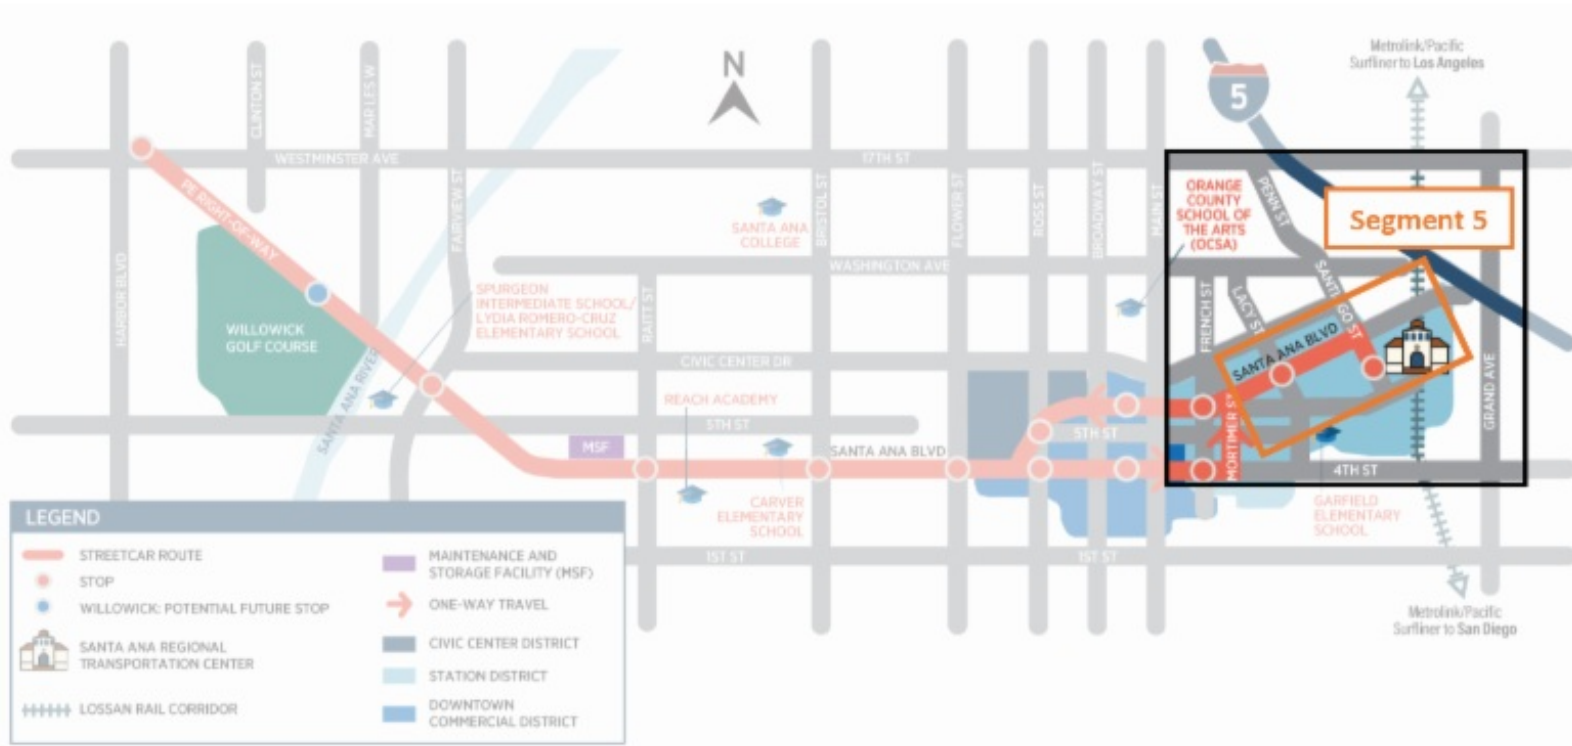 Metrolink/Pacific
Surfliner to Los Angeles
N
5
CLINTON ST
MAR LES W
WESTMINSTER AVE
17TH ST
PE RIGHT-OF-WAY
HARBOR BLVD
FAIRVIEW ST
SANTA ANA
COLLEGE
BRISTOL ST
FLOWER ST
ROSS ST
BROADWAY ST
MAIN ST
ORANGE
COUNTY
SCHOOL OF
THE ARTS
(OCSA)
PENN ST
Segment 5
WASHINGTON AVE
SPURGEON
INTERMEDIATE SCHOOL/
LYDIA ROMERO-CRUZ
ELEMENTARY SCHOOL
RAITT ST
FRENCH ST
LACY ST
SANTIAGO ST
SANTA ANA BLVD
WILLOWICK
GOLF COURSE
SANTA ANA RIVER
CIVIC CENTER DR
GRAND AVE
REACH ACADEMY
5TH ST
5TH ST
MSF
SANTA ANA BLVD
MORTIMER ST
4TH ST
CARVER
ELEMENTARY
SCHOOL
GARFIELD
ELEMENTARY
SCHOOL
1ST ST
1ST ST
Metrolink/Pacific
Surfliner to San Diego
LEGEND
STREETCAR ROUTE
STOP
WILLOWICK: POTENTIAL FUTURE STOP
SANTA ANA REGIONAL
TRANSPORTATION CENTER
LOSSAN RAIL CORRIDOR
MAINTENANCE AND
STORAGE FACILITY (MSF)
ONE-WAY TRAVEL
CIVIC CENTER DISTRICT
STATION DISTRICT
DOWNTOWN
COMMERCIAL DISTRICT